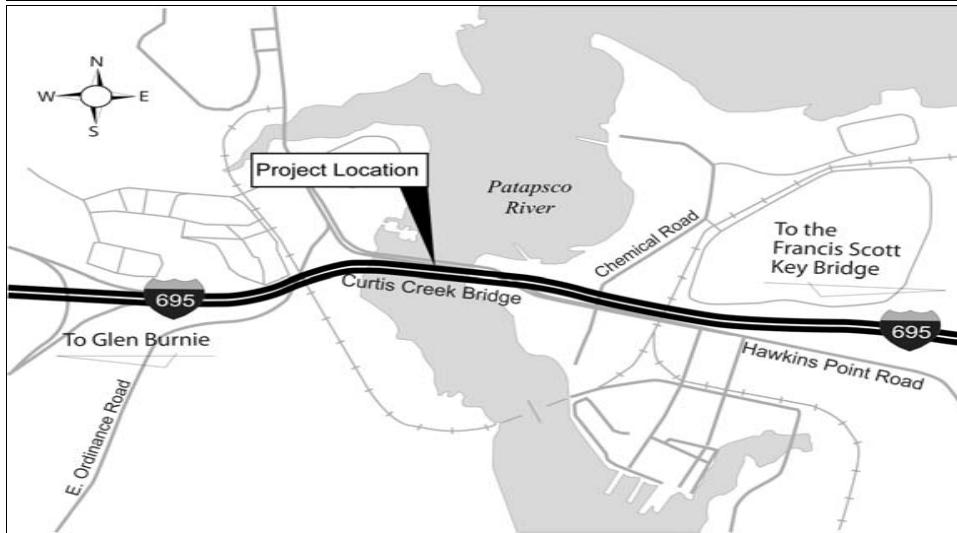 N
W E
S
Project Location
Patapsco
River
Chemical Road
To the
Francis Scott
Key Bridge
Curtis Creek Bridge
695
695
To Glen Burnie
Hawkins Point Road
E. Ordinance Road